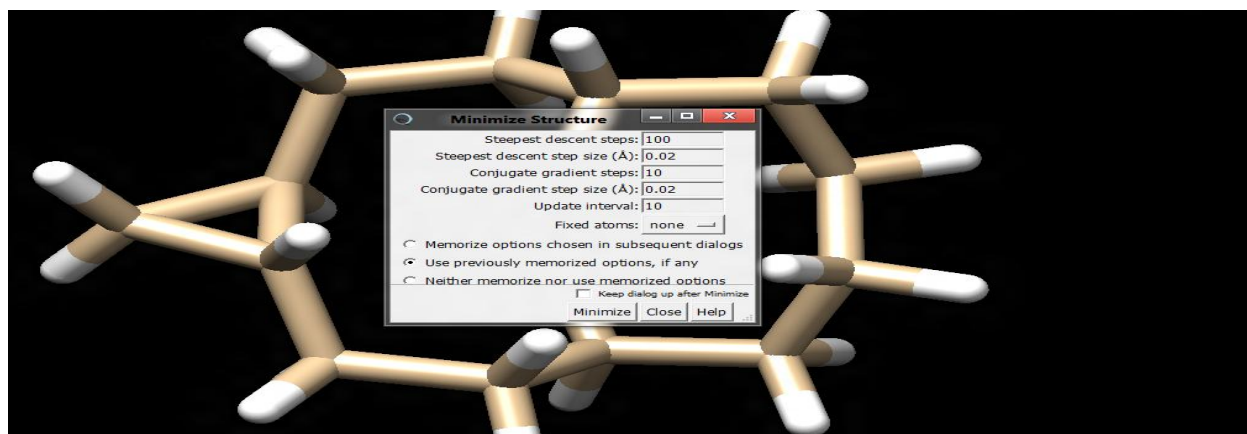 Minimize Structure
Steepest descent steps: 100
Steepest descent step size (Å): 0.02
Conjugate gradient steps: 10
Conjugate gradient step size (Å): 0.02
Update interval: 10
Fixed atoms: none
Memorize options chosen in subsequent dialogs
Use previously memorized options, if any
Neither memorize nor use memorized options
Keep dialog up after Minimize
Minimize Close Help